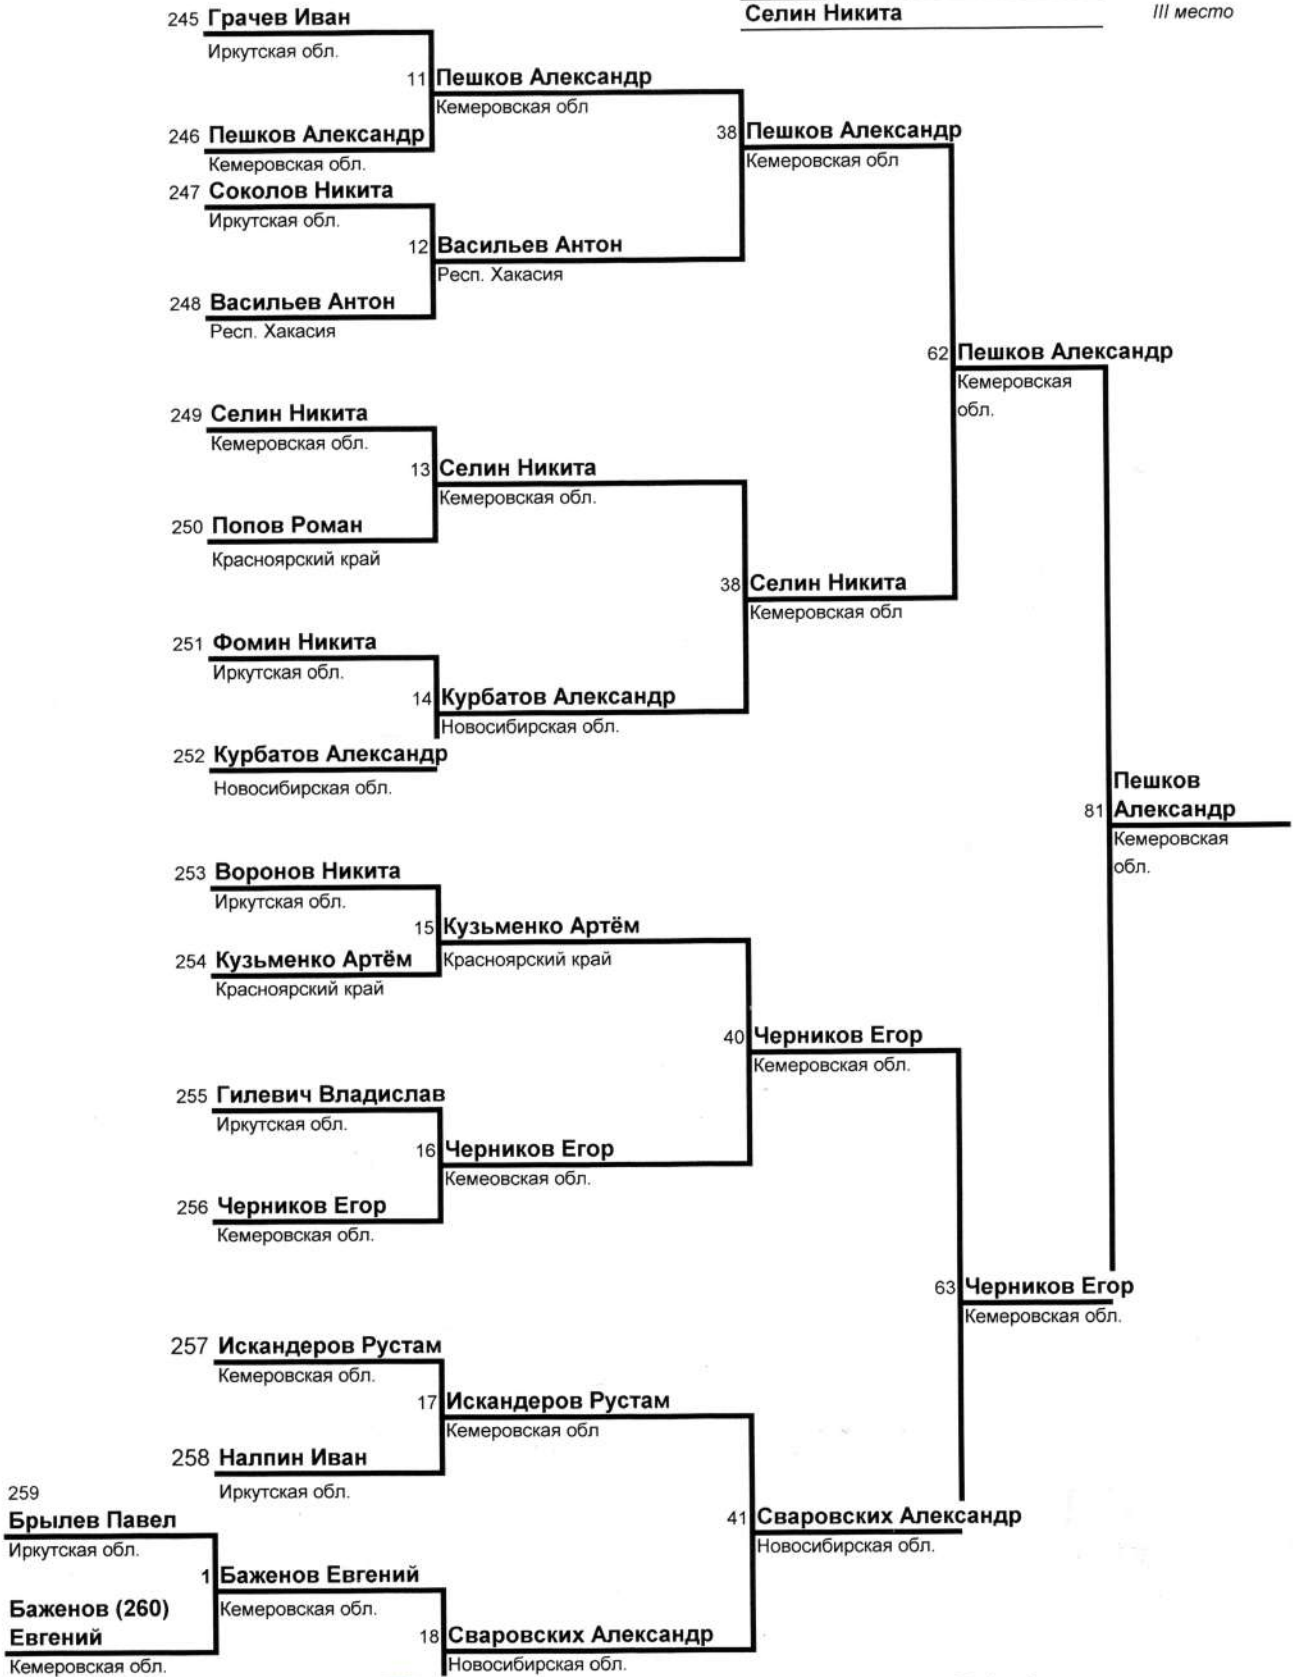 Селин Никита
III место
245 Грачев Иван
Иркутская обл.
11 Пешков Александр
Кемеровская обл
246 Пешков Александр
Кемеровская обл.
38 Пешков Александр
Кемеровская обл
247 Соколов Никита
Иркутская обл.
12 Васильев Антон
Респ. Хакасия
248 Васильев Антон
Респ. Хакасия
62 Пешков Александр
Кемеровская
обл.
249 Селин Никита
Кемеровская обл.
13 Селин Никита
Кемеровская обл.
250 Попов Роман
Красноярский край
38 Селин Никита
Кемеровская обл
251 Фомин Никита
Иркутская обл.
14 Курбатов Александр
Новосибирская обл.
252 Курбатов Александр
Новосибирская обл.
81 Пешков
Александр
Кемеровская
обл.
253 Воронов Никита
Иркутская обл.
15 Кузьменко Артём
Красноярский край
254 Кузьменко Артём
Красноярский край
40 Черников Егор
Кемеровская обл.
255 Гилевич Владислав
Иркутская обл.
16 Черников Егор
Кемеовская обл.
256 Черников Егор
Кемеровская обл.
63 Черников Егор
Кемеровская обл.
257 Искандеров Рустам
Кемеровская обл.
17 Искандеров Рустам
Кемеровская обл
258 Налпин Иван
Иркутская обл.
41 Сваровских Александр
Новосибирская обл.
259
Брылев Павел
Иркутская обл.
1 Баженов Евгений
Кемеровская обл.
Баженов (260)
Евгений
Кемеровская обл.
18 Сваровских Александр
Новосибирская обл.